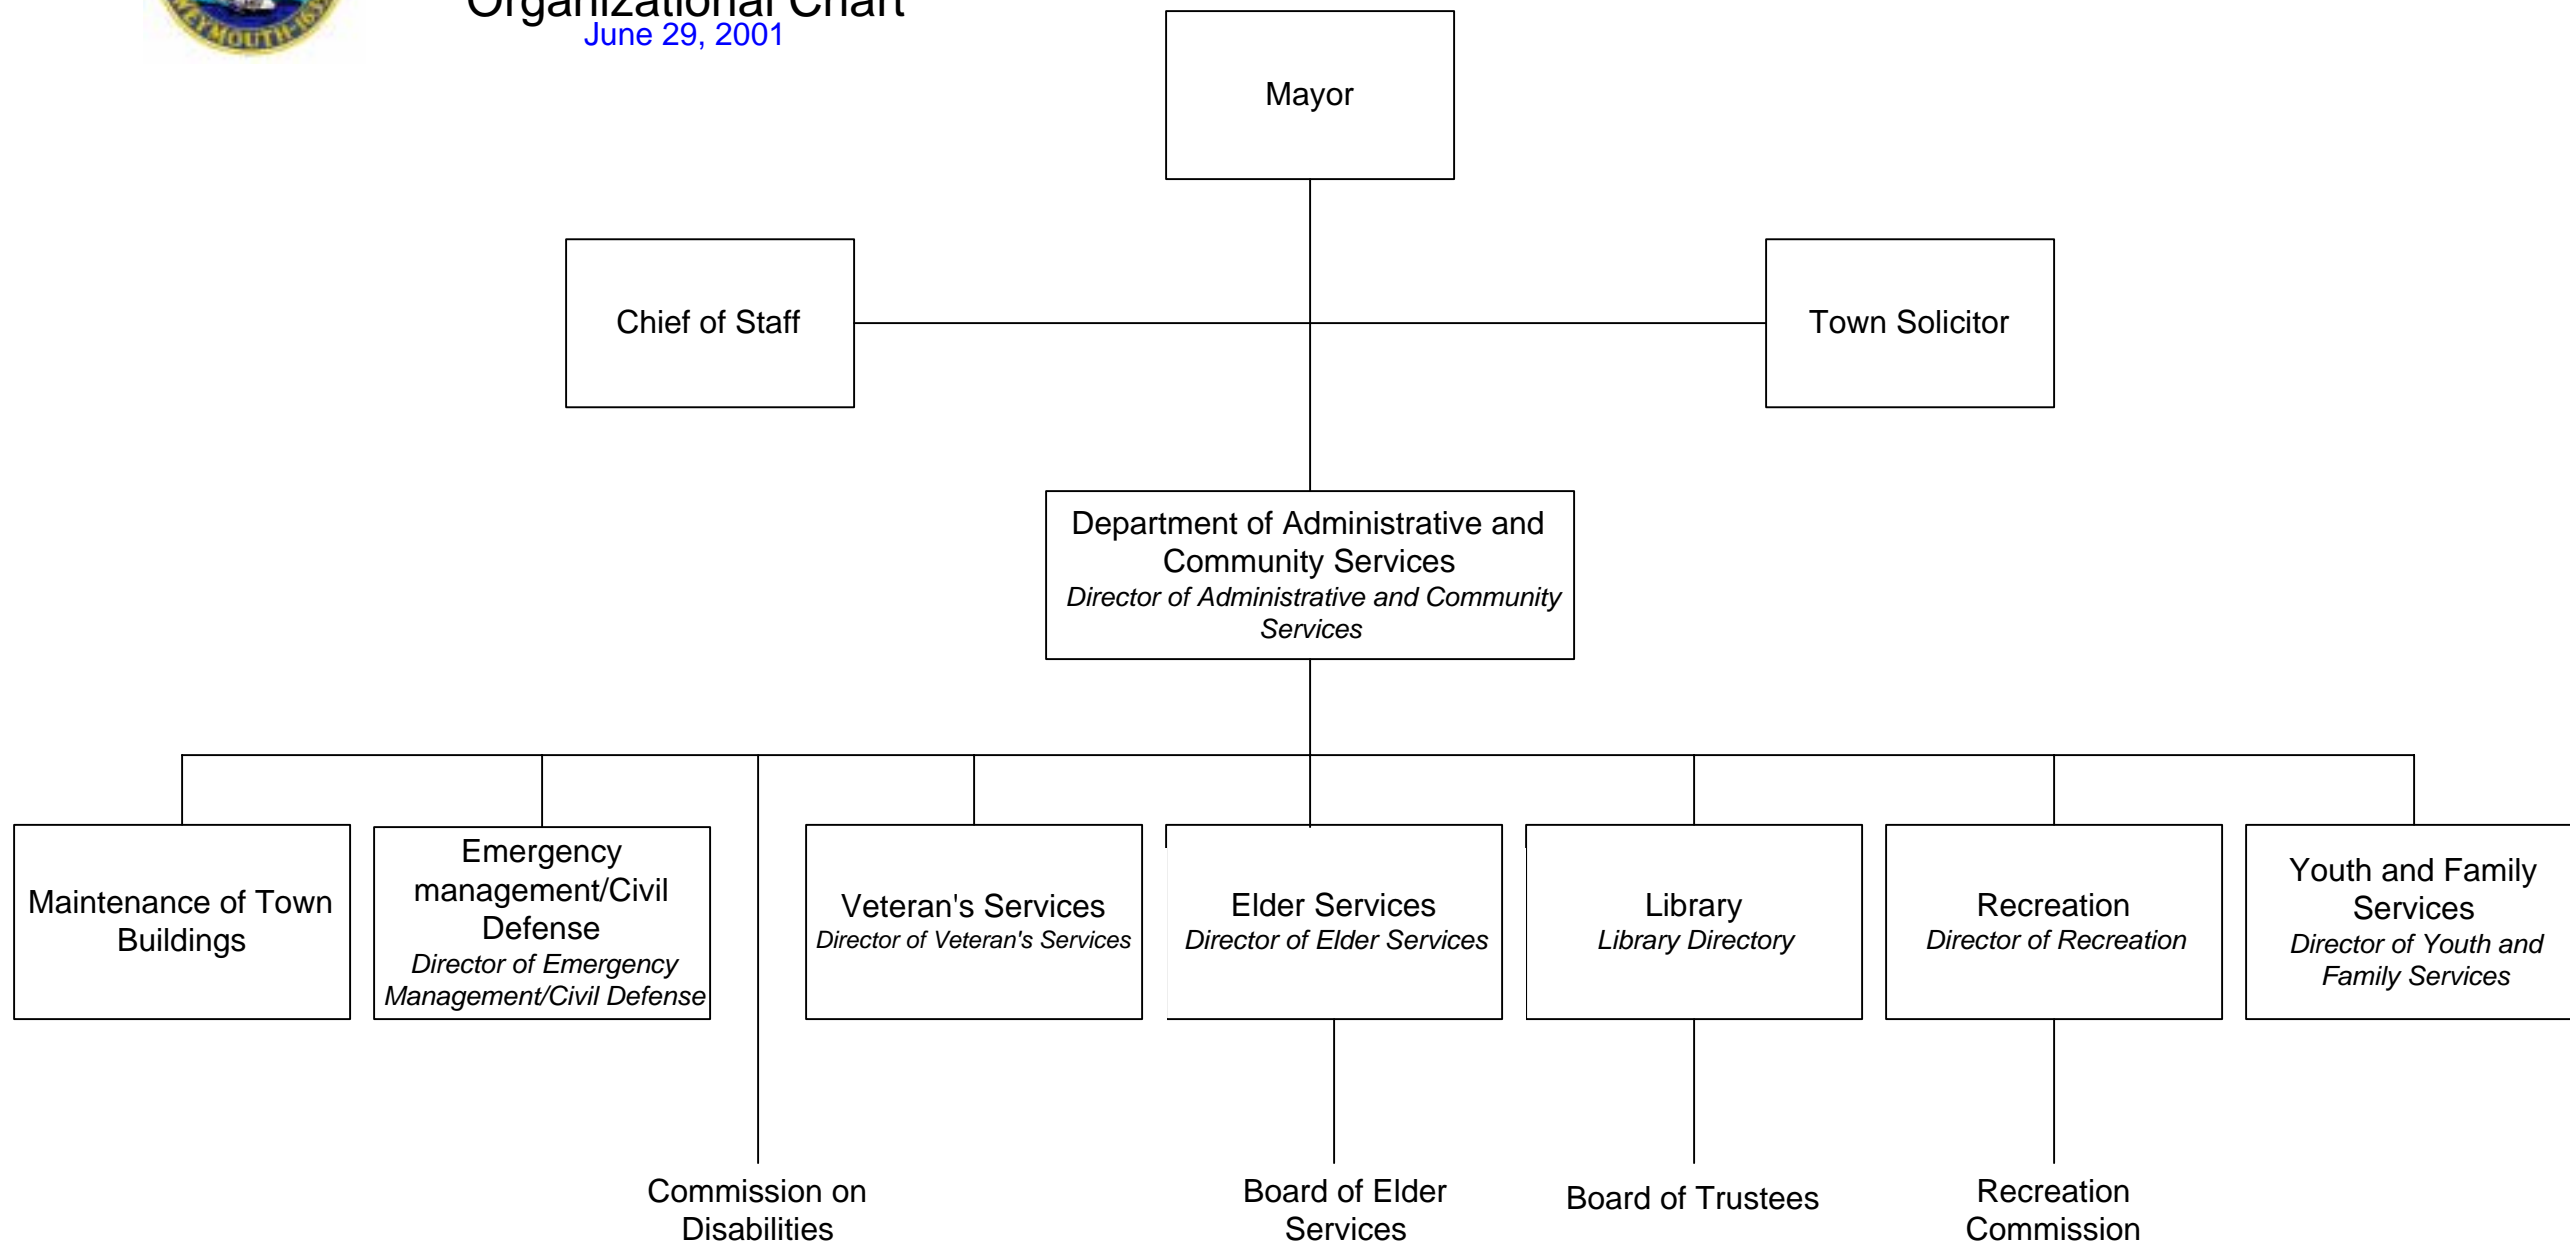 Organizational Chart
June 29, 2001
Mayor
Chief of Staff
Town Solicitor
Department of Administrative and
Community Services
Director of Administrative and Community
Services
Maintenance of Town
Buildings
Emergency
management/Civil
Defense
Director of Emergency
Management/Civil Defense
Veteran's Services
Director of Veteran's Services
Elder Services
Director of Elder Services
Library
Library Directory
Recreation
Director of Recreation
Youth and Family
Services
Director of Youth and
Family Services
Commission on
Disabilities
Board of Elder
Services
Board of Trustees
Recreation
Commission